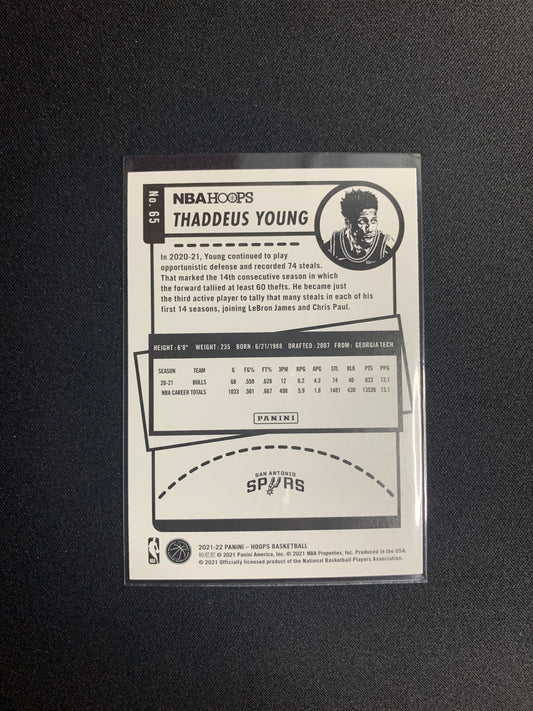 No. 65
NBA HOOPS
THADDEUS YOUNG
In 2020-21, Young continued to play
opportunistic defense and recorded 74 steals.
That marked the 14th consecutive season in which
the forward tallied at least 60 thefts. He became just
the third active player to tally that many steals in each of his
first 14 seasons, joining LeBron James and Chris Paul.
HEIGHT: 6'8" WEIGHT: 235 BORN: 6/21/1988 DRAFTED: 2007 FROM: GEORGIA TECH
SEASON TEAM G FG% FT% 3PM RPG APG STL BLK PTS PPG
20-21 BULLS 68 .559 .628 12 6.2 4.3 74 40 823 12.1
NBA CAREER TOTALS 1033 .501 .667 498 5.9 1.8 1481 430 13526 13.1
PANINI
SAN ANTONIO
SPURS
2021-22 PANINI – HOOPS BASKETBALL
帕尼尼 © 2021 Panini America, Inc. © 2021 NBA Properties, Inc. Produced in the USA.
© 2021 Officially licensed product of the National Basketball Players Association.